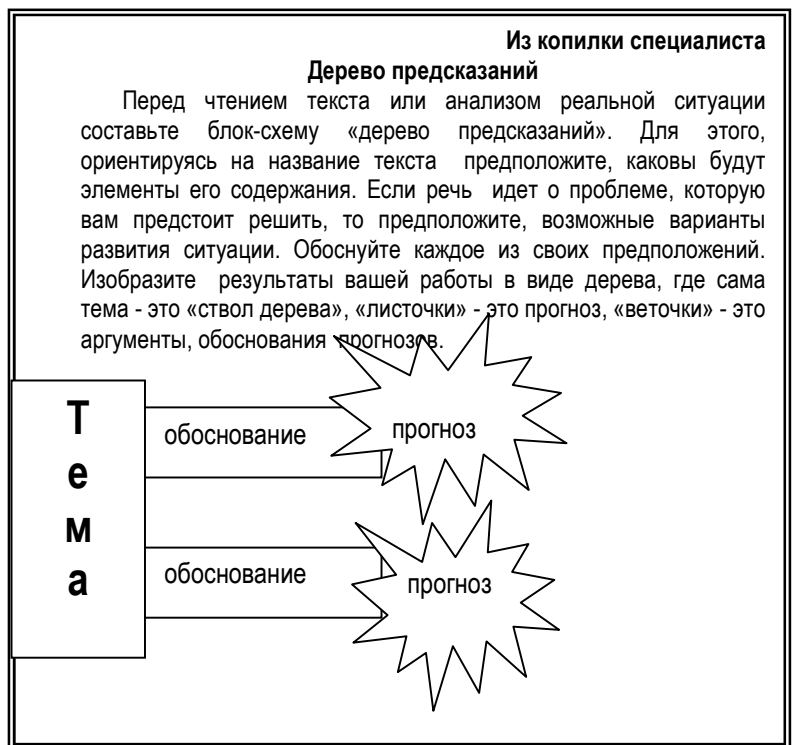 Из копилки специалиста
Дерево предсказаний
Перед чтением текста или анализом реальной ситуации
составьте блок-схему «дерево предсказаний». Для этого,
ориентируясь на название текста предположите, каковы будут
элементы его содержания. Если речь идет о проблеме, которую
вам предстоит решить, то предположите, возможные варианты
развития ситуации. Обоснуйте каждое из своих предположений.
Изобразите результаты вашей работы в виде дерева, где сама
тема - это «ствол дерева», «листочки» - это прогноз, «веточки» - это
аргументы, обоснования прогнозов.
Т
е
м
а
обоснование
прогноз
обоснование
прогноз